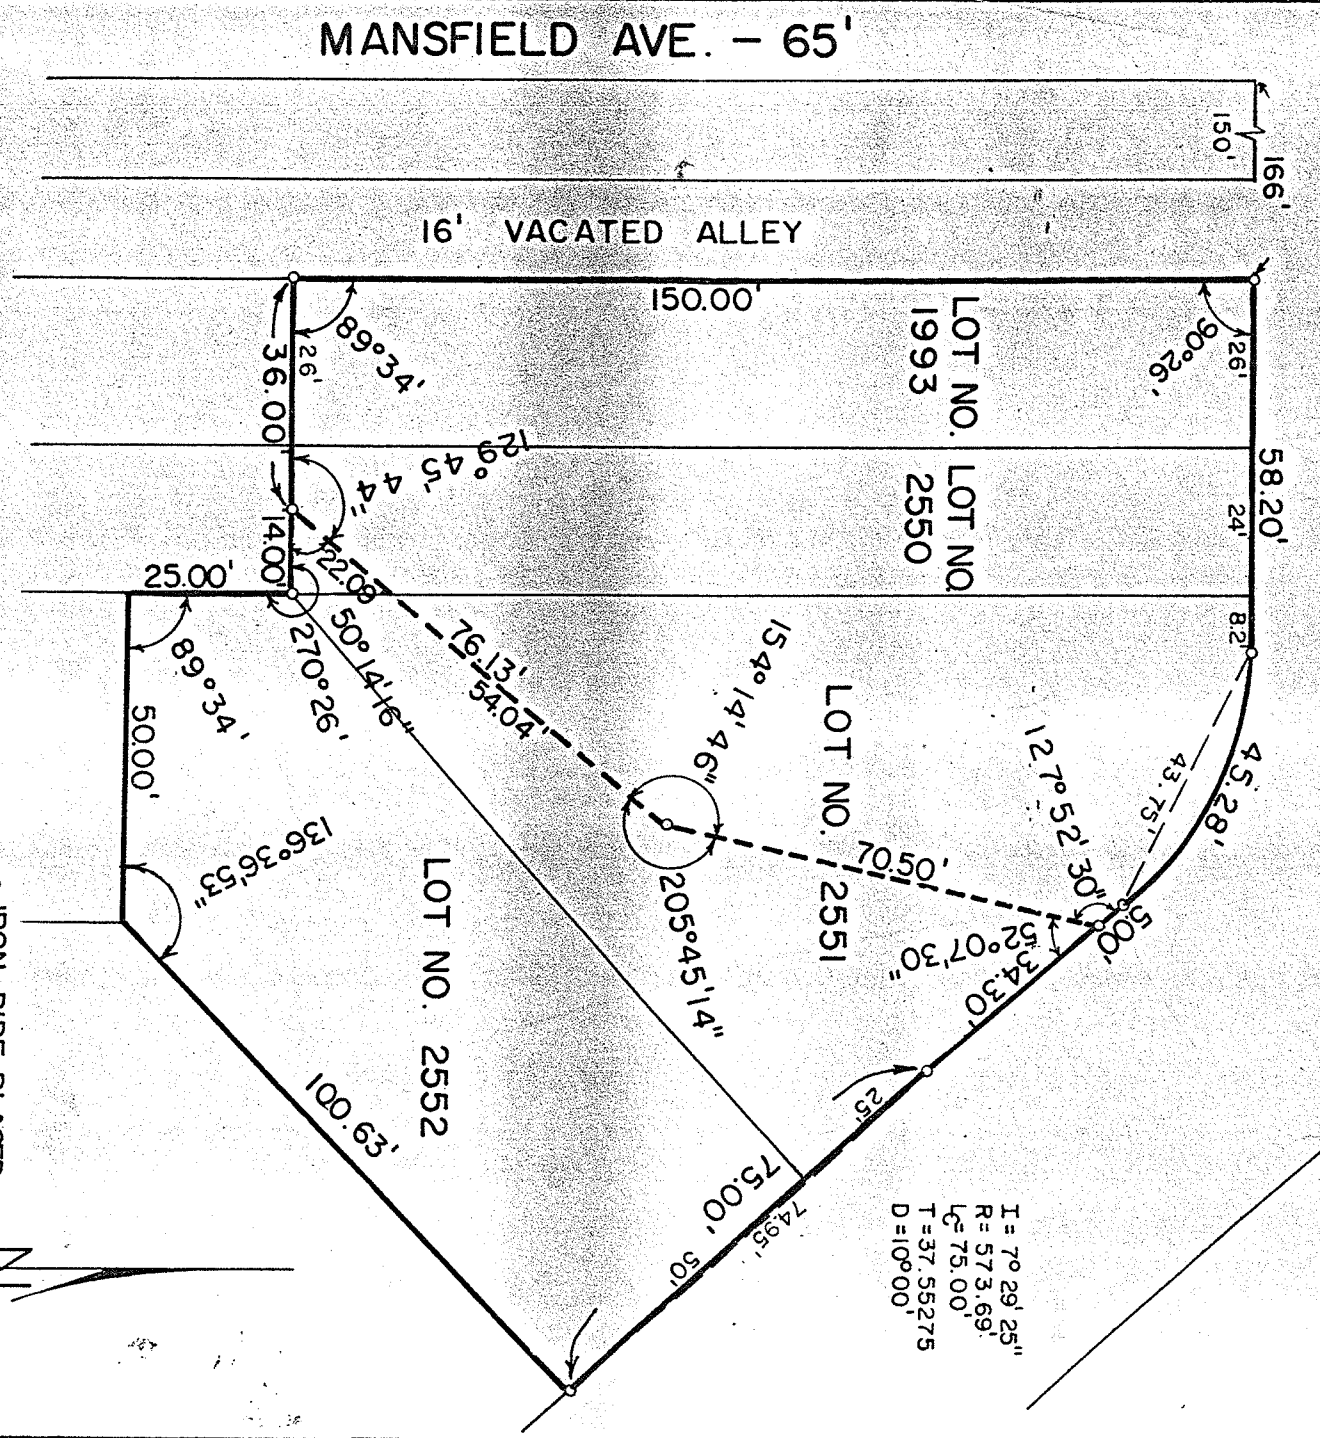 MANSFIELD AVE. - 65'
150'
166'
16' VACATED ALLEY
150.00'
89°34'
26'
36.00'
LOT NO.
1993
90°26'
26'
58.20'
129° 45' 44"
LOT NO.
2550
24'
14.00'
22.09'
25.00'
8.2'
89°34'
270°26'
50°14'16"
76.13'
54.04'
154°14'46"
LOT NO. 2551
127°52'30"
43.75'
45.28'
50.00'
136°36'53"
205°45'14"
70.50'
52°07'30"
5.00'
34.30'
LOT NO. 2552
25'
100.63'
75.00'
74.95'
50'
I = 7° 29' 25"
R = 573.69'
LC = 75.00'
T = 37.55275
D = 10°00'
IRON PIPE PLACED
N